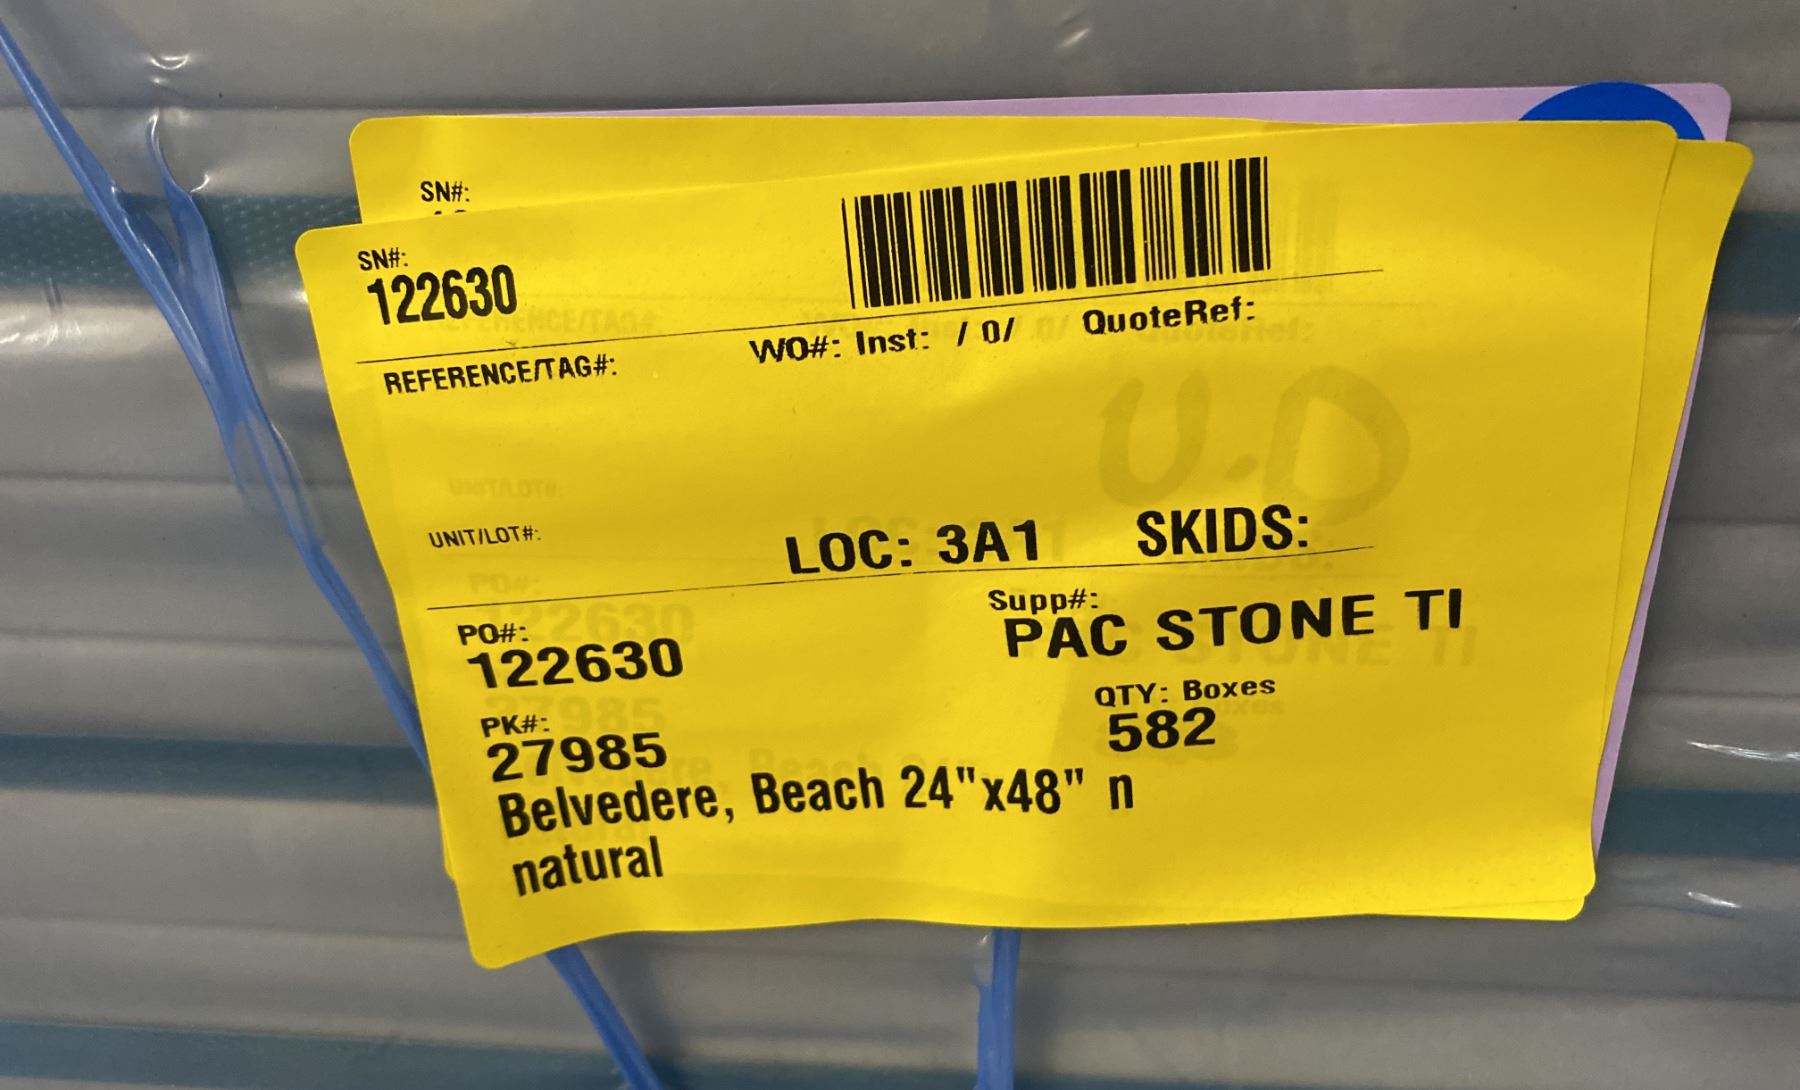 SN#:
SN#:
122630
REFERENCE/TAG#:
WO#: Inst: / 0/ QuoteRef:
U.D
UNIT/LOT#:
LOC: 3A1 SKIDS:
PO#:
122630
Supp#:
PAC STONE TI
PK#:
27985
QTY: Boxes
582
Belvedere, Beach 24"x48" n
natural